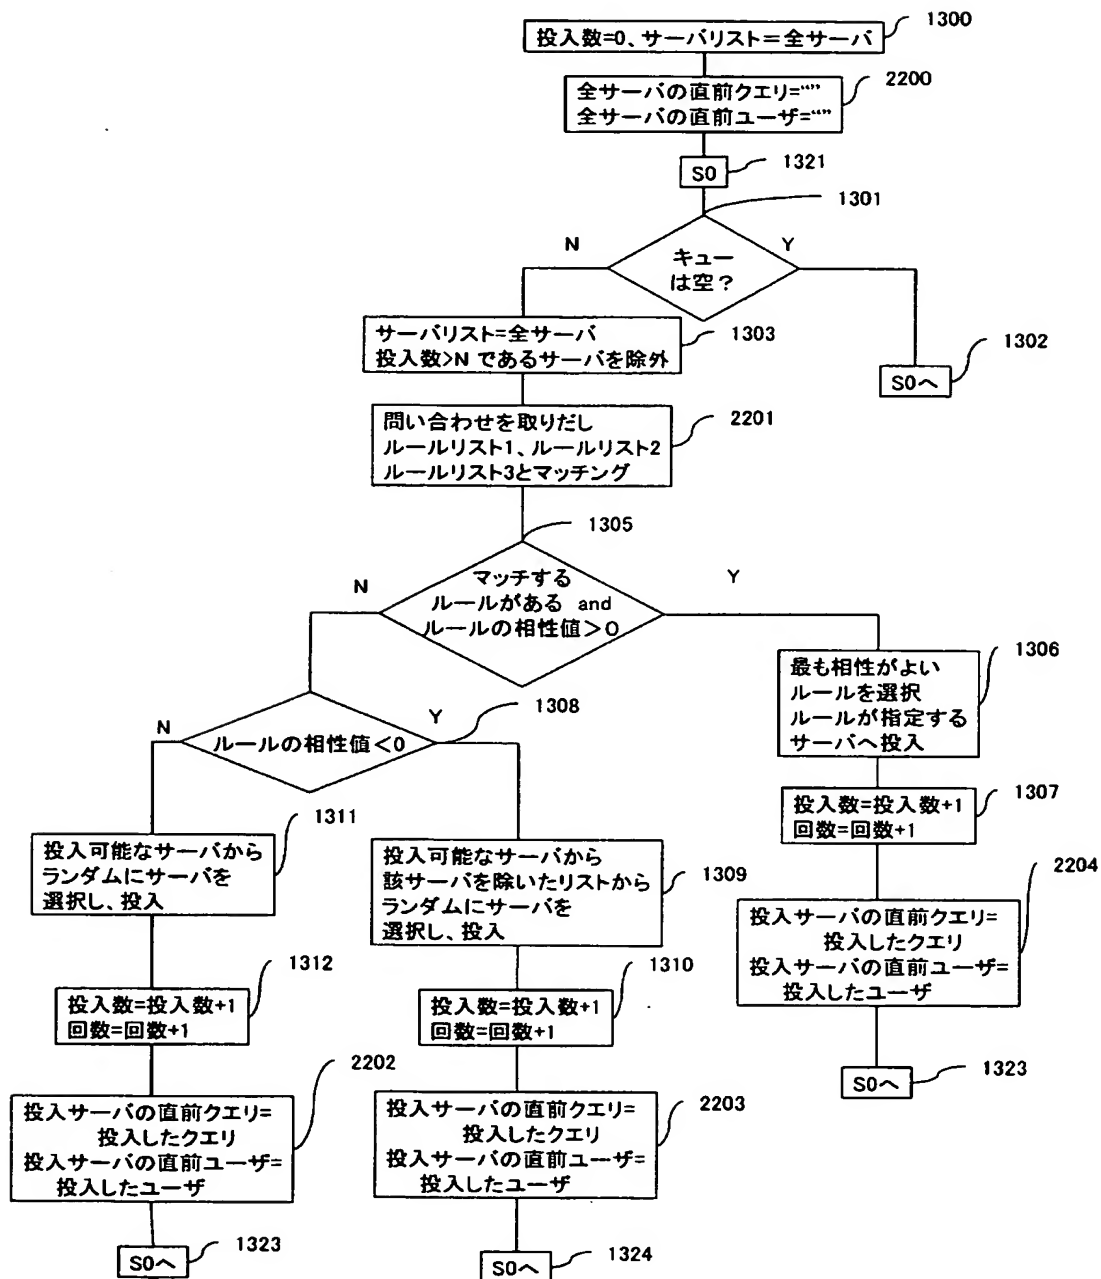 1300
投入数=0、サーバリスト=全サーバ
2200
全サーバの直前クエリ=“”
全サーバの直前ユーザ=“”
1321
S0
1301
N
Y
キュー
は空?
サーバリスト=全サーバ
投入数>N であるサーバを除外
1303
1302
S0へ
問い合わせを取りだし
ルールリスト1、ルールリスト2
ルールリスト3とマッチング
2201
1305
N
Y
マッチする
ルールがある and
ルールの相性値>0
1306
最も相性がよい
ルールを選択
ルールが指定する
サーバへ投入
N
Y
1308
ルールの相性値<0
1307
投入数=投入数+1
回数=回数+1
1311
投入可能なサーバから
ランダムにサーバを
選択し、投入
投入可能なサーバから
該サーバを除いたリストから
ランダムにサーバを
選択し、投入
1309
2204
投入サーバの直前クエリ=
投入したクエリ
投入サーバの直前ユーザ=
投入したユーザ
1312
投入数=投入数+1
回数=回数+1
1310
投入数=投入数+1
回数=回数+1
S0へ
1323
2202
投入サーバの直前クエリ=
投入したクエリ
投入サーバの直前ユーザ=
投入したユーザ
2203
投入サーバの直前クエリ=
投入したクエリ
投入サーバの直前ユーザ=
投入したユーザ
S0へ
1323
S0へ
1324